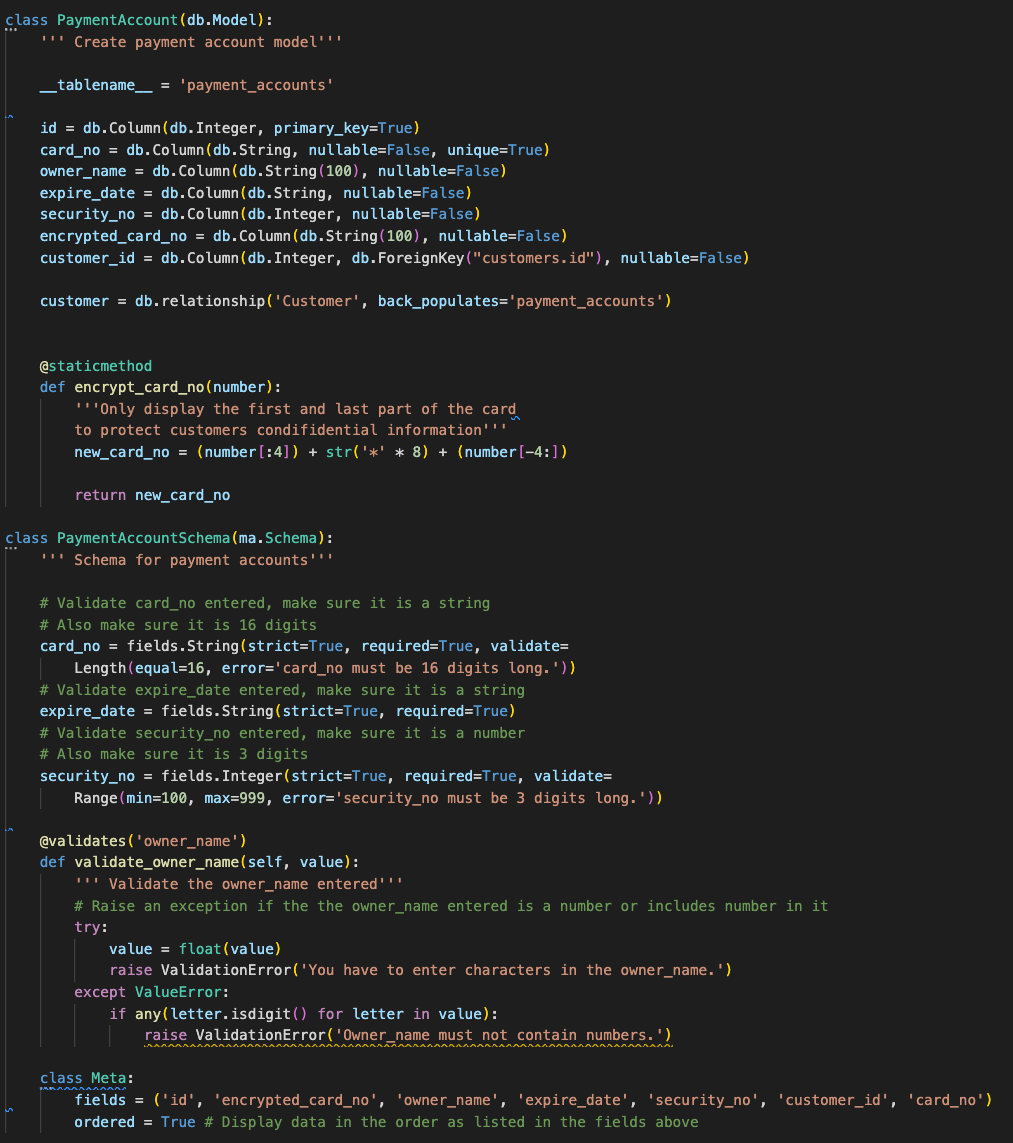 class PaymentAccount(db.Model):
    ''' Create payment account model'''
    __tablename__ = 'payment_accounts'
    id = db.Column(db.Integer, primary_key=True)
    card_no = db.Column(db.String, nullable=False, unique=True)
    owner_name = db.Column(db.String(100), nullable=False)
    expire_date = db.Column(db.String, nullable=False)
    security_no = db.Column(db.Integer, nullable=False)
    encrypted_card_no = db.Column(db.String(100), nullable=False)
    customer_id = db.Column(db.Integer, db.ForeignKey("customers.id"), nullable=False)
    customer = db.relationship('Customer', back_populates='payment_accounts')
    @staticmethod
    def encrypt_card_no(number):
        '''Only display the first and last part of the card
        to protect customers condifidential information'''
        new_card_no = (number[:4]) + str('*' * 8) + (number[-4:])
        return new_card_no
class PaymentAccountSchema(ma.Schema):
    ''' Schema for payment accounts'''
    # Validate card_no entered, make sure it is a string
    # Also make sure it is 16 digits
    card_no = fields.String(strict=True, required=True, validate=
        Length(equal=16, error='card_no must be 16 digits long.'))
    # Validate expire_date entered, make sure it is a string
    expire_date = fields.String(strict=True, required=True)
    # Validate security_no entered, make sure it is a number
    # Also make sure it is 3 digits
    security_no = fields.Integer(strict=True, required=True, validate=
        Range(min=100, max=999, error='security_no must be 3 digits long.'))
    @validates('owner_name')
    def validate_owner_name(self, value):
        ''' Validate the owner_name entered'''
        # Raise an exception if the the owner_name entered is a number or includes number in it
        try:
            value = float(value)
            raise ValidationError('You have to enter characters in the owner_name.')
        except ValueError:
            if any(letter.isdigit() for letter in value):
                raise ValidationError('Owner_name must not contain numbers.')
    class Meta:
        fields = ('id', 'encrypted_card_no', 'owner_name', 'expire_date', 'security_no', 'customer_id', 'card_no')
        ordered = True # Display data in the order as listed in the fields above